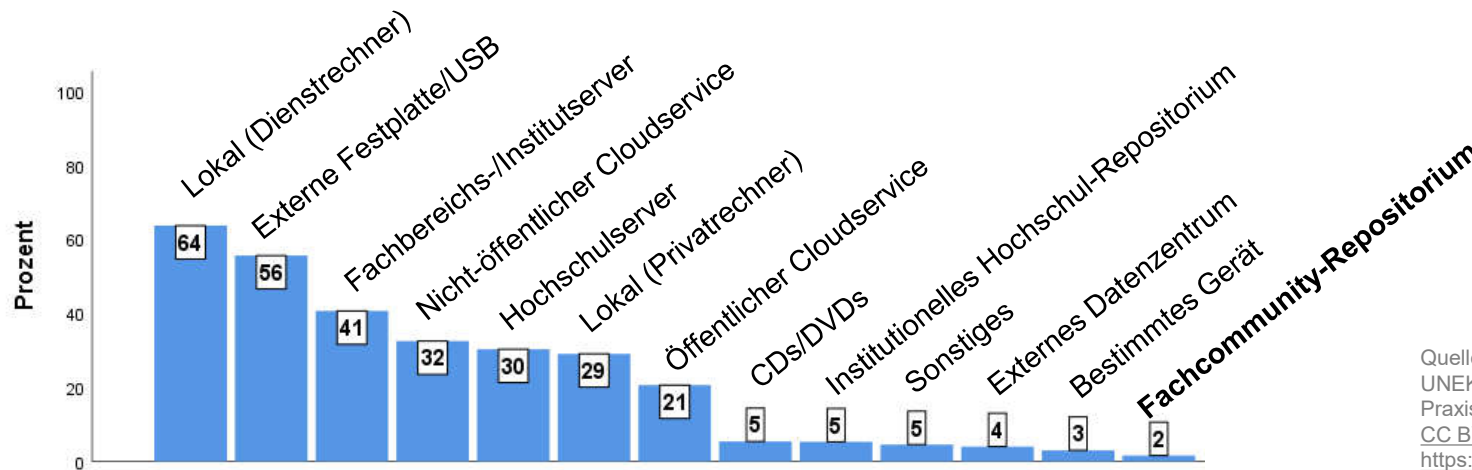 Prozent
100
80
60
40
20
0
Lokal (Dienstrechner)
Externe Festplatte/USB
Fachbereichs-/Institutserver
Nicht-öffentlicher Cloudservice
Hochschulserver
Lokal (Privatrechner)
Öffentlicher Cloudservice
CDs/DVDs
Institutionelles Hochschul-Repositorium
Sonstiges
Externes Datenzentrum
Bestimmtes Gerät
Fachcommunity-Repositorium
64
56
41
32
30
29
21
5
5
5
4
3
2
Quelle
UNEK
Praxis
CC B
https: